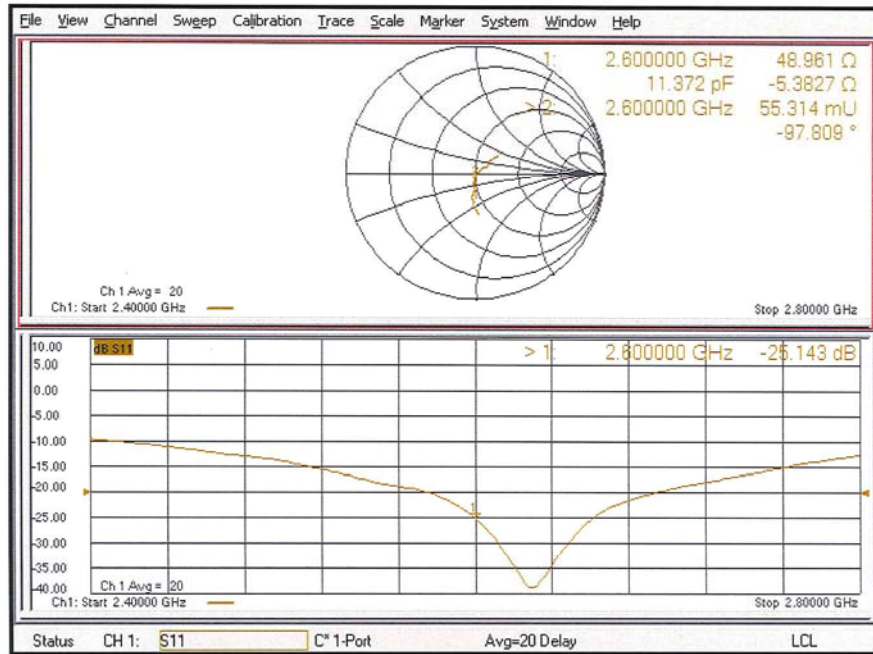 File View Channel Sweep Calibration Trace Scale Marker System Window Help
1: 2.600000 GHz 48.961 Ω
11.372 pF -5.3827 Ω
> 2: 2.600000 GHz 55.314 mU
-97.809 °
Ch 1 Avg = 20
Ch1: Start 2.40000 GHz Stop 2.80000 GHz
10.00 dB S11 > 1: 2.600000 GHz -25.143 dB
5.00
0.00
-5.00
-10.00
-15.00
-20.00
-25.00 1
-30.00
-35.00
-40.00 Ch 1 Avg = 20
Ch1: Start 2.40000 GHz Stop 2.80000 GHz
Status CH 1: S11 C* 1-Port Avg=20 Delay LCL